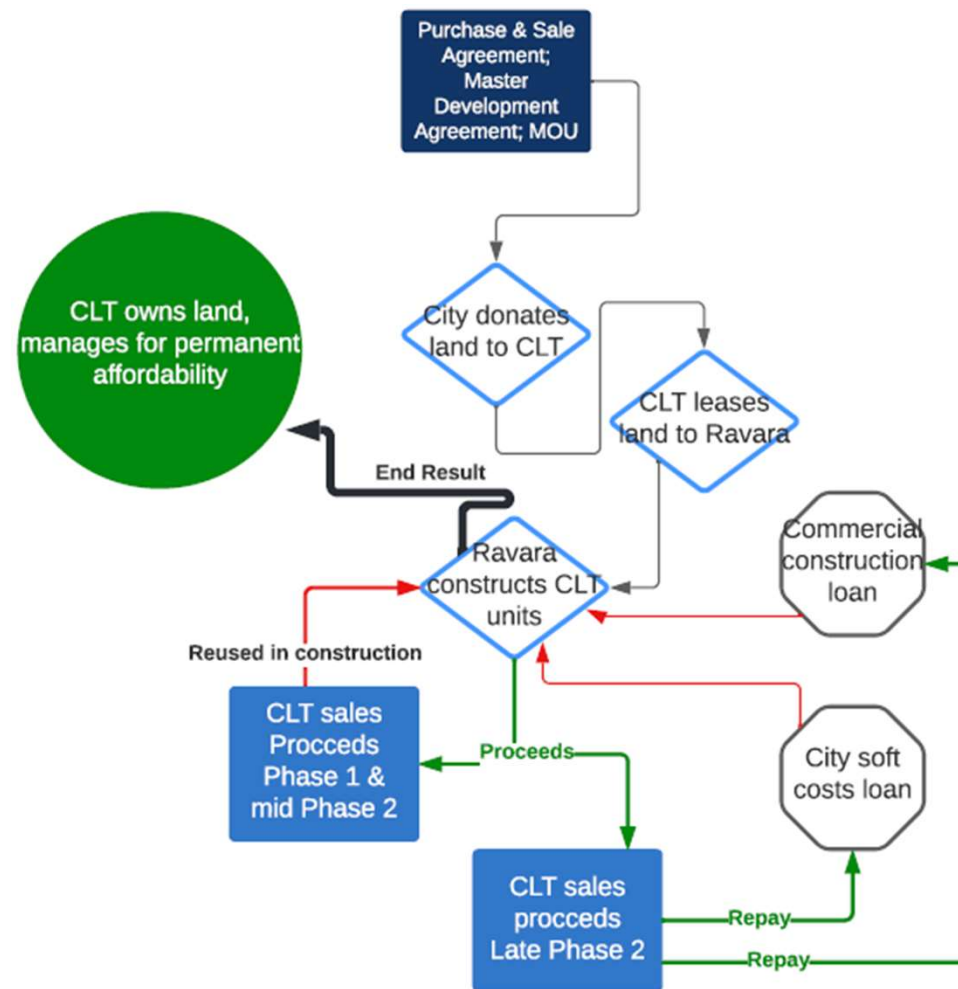 Purchase & Sale
Agreement;
Master
Development
Agreement; MOU
CLT owns land,
manages for permanent
affordability
City donates
land to CLT
CLT leases
land to Ravara
End Result
Ravara
constructs CLT
units
Commercial
construction
loan
Reused in construction
CLT sales
Procceds
Phase 1 &
mid Phase 2
Proceeds
City soft
costs loan
CLT sales
procceds
Late Phase 2
Repay
Repay